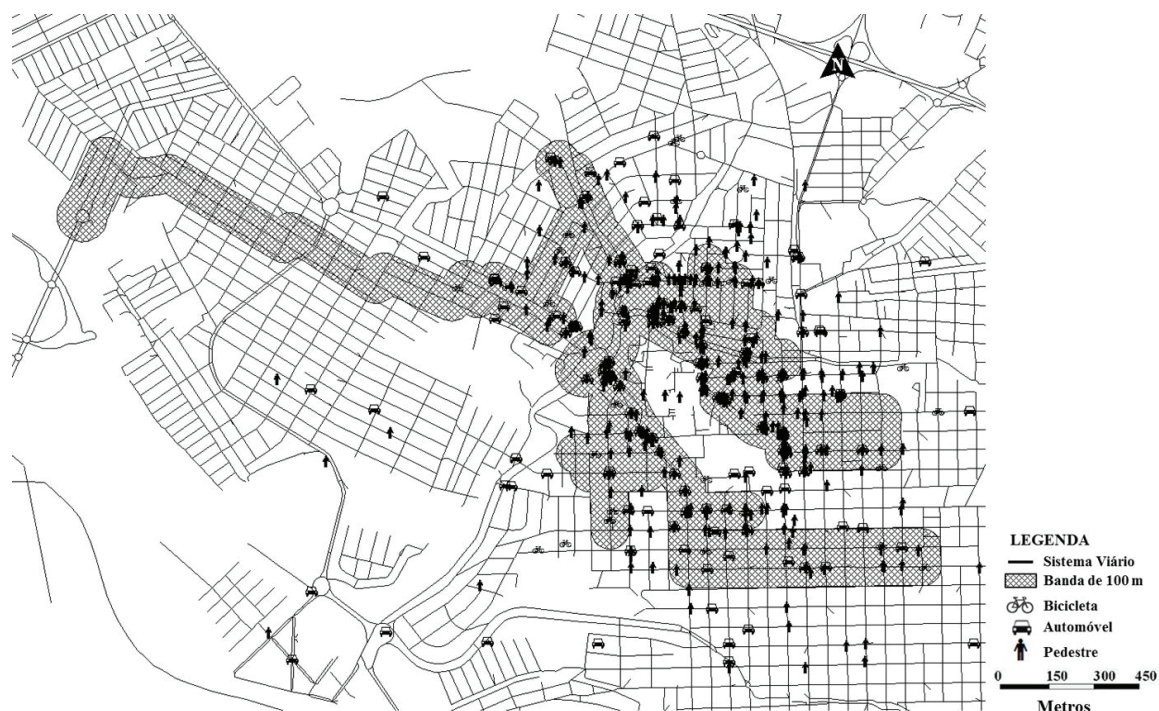 N
LEGENDA
Sistema Viário
Banda de 100 m
Bicicleta
Automóvel
Pedestre
0 150 300 450
Metros